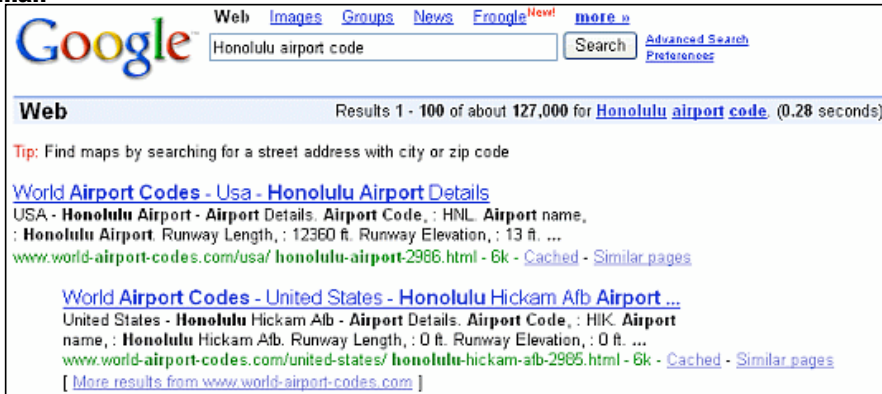 Web Images Groups News Froogle New! more »
Google
Honolulu airport code Search Advanced Search
Preferences
Web Results 1 - 100 of about 127,000 for Honolulu airport code. (0.28 seconds)
Tip: Find maps by searching for a street address with city or zip code
World Airport Codes - Usa - Honolulu Airport Details
USA - Honolulu Airport - Airport Details. Airport Code, : HNL. Airport name,
: Honolulu Airport. Runway Length, : 12360 ft. Runway Elevation, : 13 ft. ...
www.world-airport-codes.com/usa/ honolulu-airport-2986.html - 6k - Cached - Similar pages
World Airport Codes - United States - Honolulu Hickam Afb Airport ...
United States - Honolulu Hickam Afb - Airport Details. Airport Code, : HIK. Airport
name, : Honolulu Hickam Afb. Runway Length, : 0 ft. Runway Elevation, : 0 ft. ...
www.world-airport-codes.com/united-states/ honolulu-hickam-afb-2985.html - 6k - Cached - Similar pages
[ More results from www.world-airport-codes.com ]